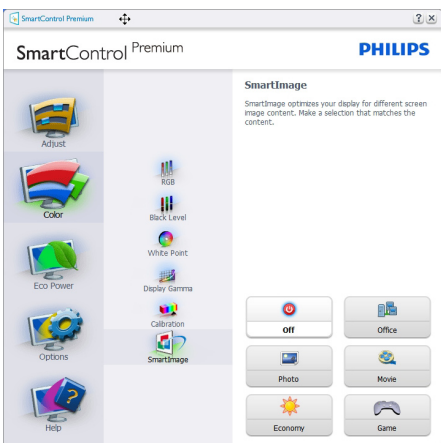 SmartControl Premium
SmartControl Premium
PHILIPS
Adjust
Color
Eco Power
Options
Help
RGB
Black Level
White Point
Display Gamma
Calibration
SmartImage
SmartImage
SmartImage optimizes your display for different screen
image content. Make a selection that matches the
content.
Off
Office
Photo
Movie
Economy
Game